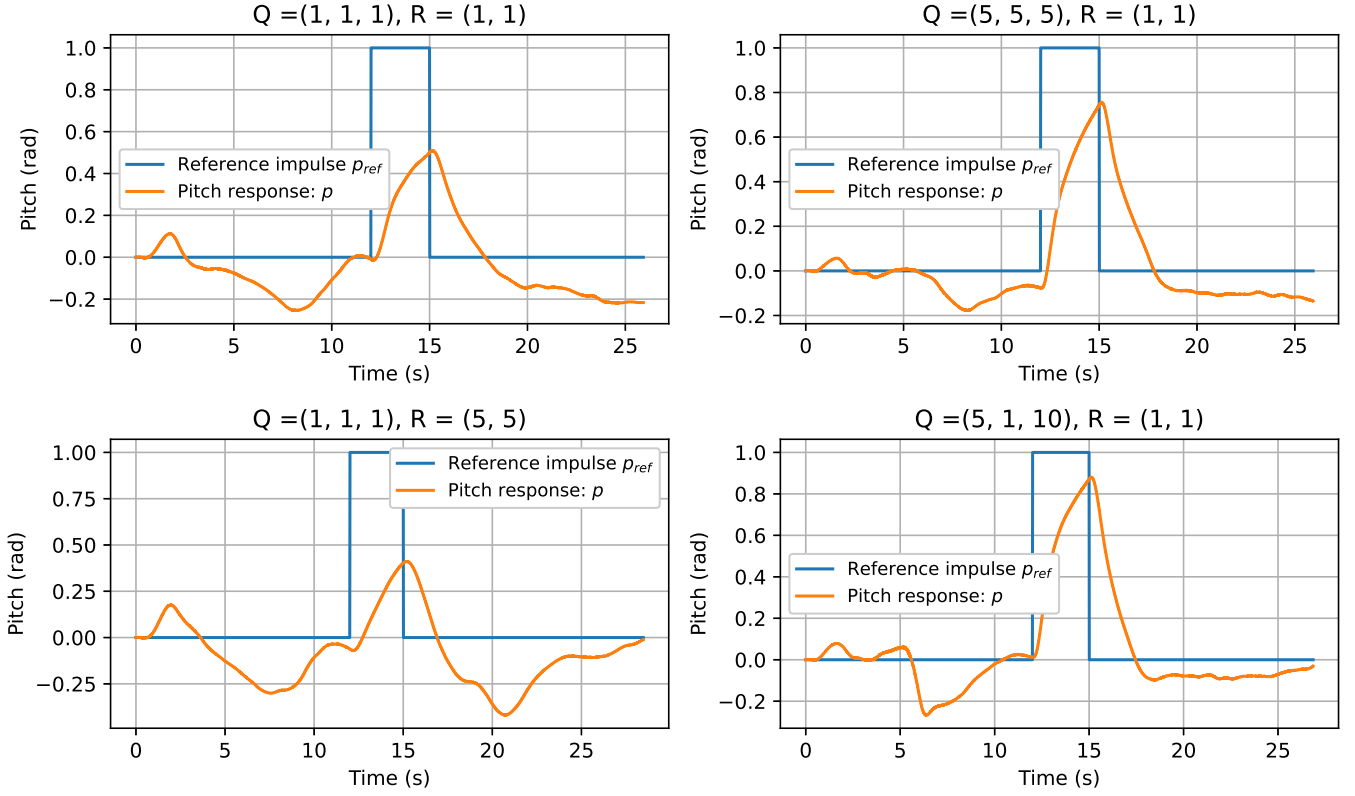 Q =(1, 1, 1), R = (1, 1)
1.0
0.8
0.6
0.4
0.2
0.0
−0.2
Pitch (rad)
Reference impulse p_ref
Pitch response: p
0 5 10 15 20 25
Time (s)
Q =(5, 5, 5), R = (1, 1)
1.0
0.8
0.6
0.4
0.2
0.0
−0.2
Pitch (rad)
Reference impulse p_ref
Pitch response: p
0 5 10 15 20 25
Time (s)
Q =(1, 1, 1), R = (5, 5)
1.00
0.75
0.50
0.25
0.00
−0.25
Pitch (rad)
Reference impulse p_ref
Pitch response: p
0 5 10 15 20 25
Time (s)
Q =(5, 1, 10), R = (1, 1)
1.0
0.8
0.6
0.4
0.2
0.0
−0.2
Pitch (rad)
Reference impulse p_ref
Pitch response: p
0 5 10 15 20 25
Time (s)